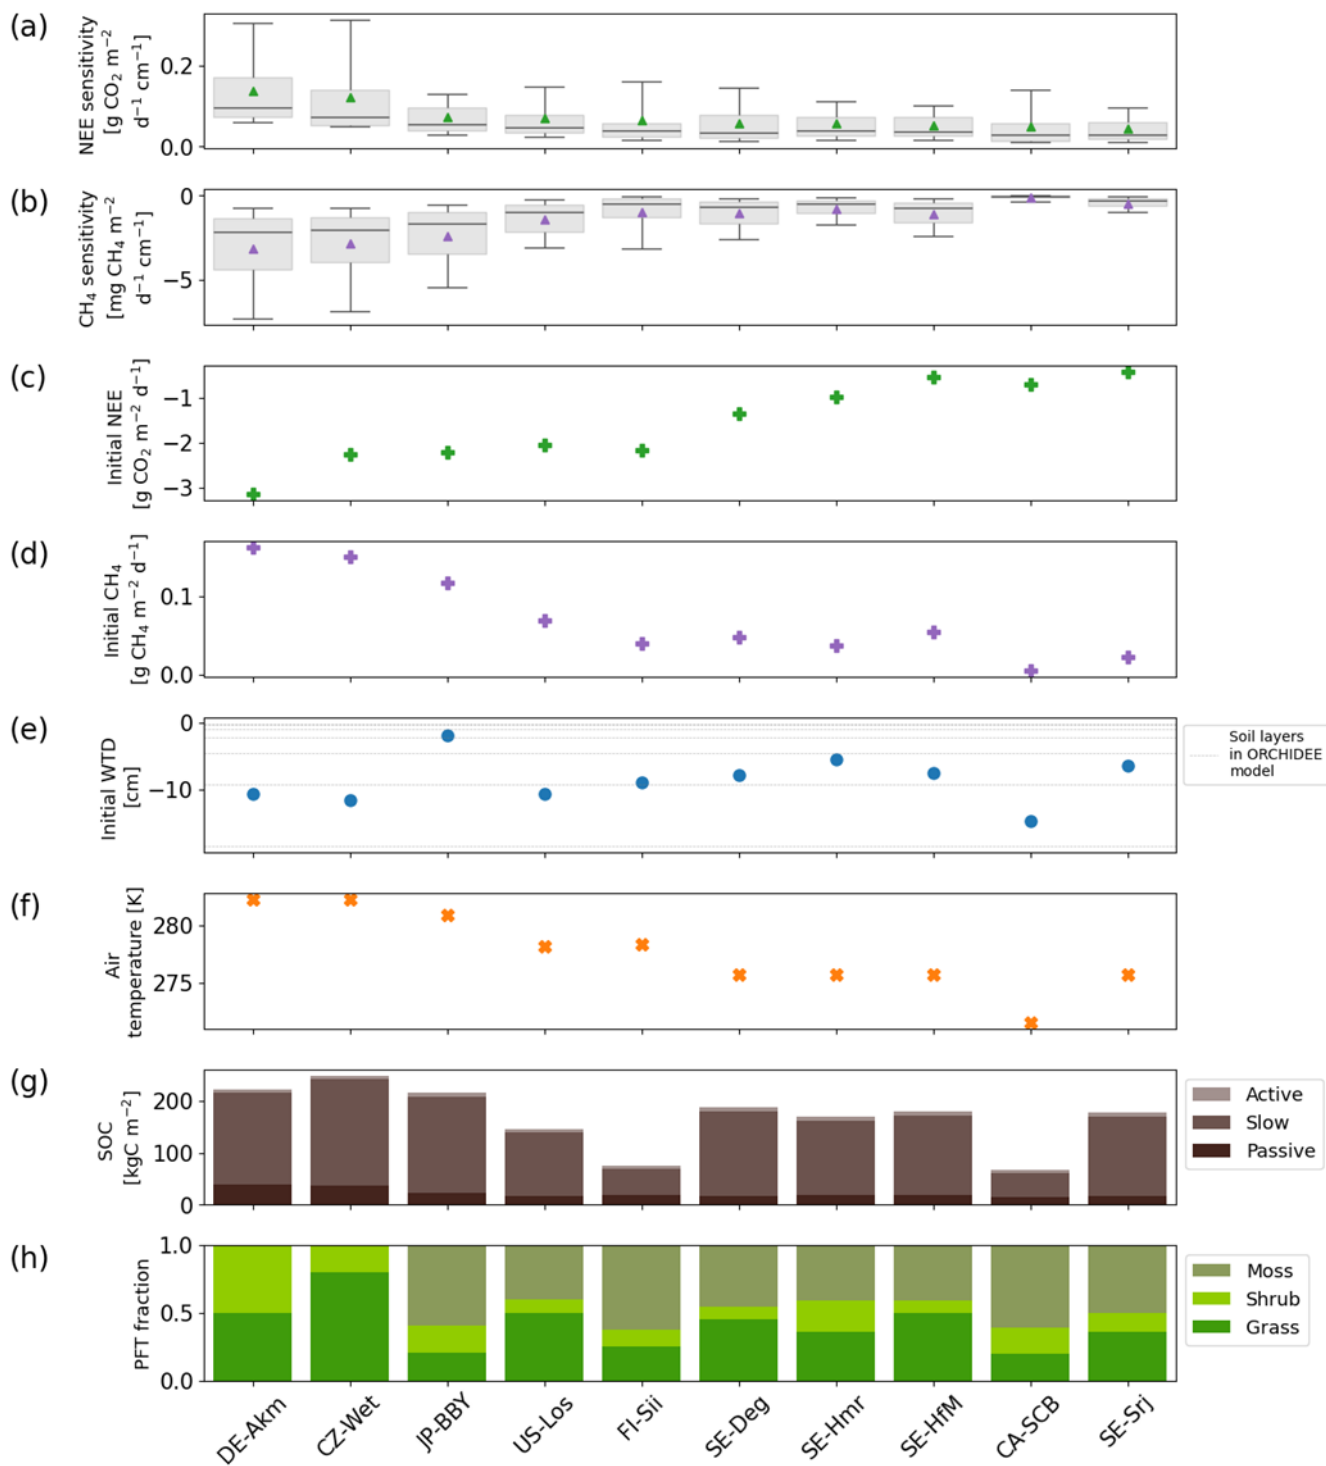 (a)
NEE sensitivity
[g CO₂ m⁻²
d⁻¹ cm⁻¹]
0.2
0.0
(b)
CH₄ sensitivity
[mg CH₄ m⁻²
d⁻¹ cm⁻¹]
0
−5
(c)
Initial NEE
[g CO₂ m⁻² d⁻¹]
−1
−2
−3
(d)
Initial CH₄
[g CH₄ m⁻² d⁻¹]
0.1
0.0
(e)
Initial WTD
[cm]
0
−10
Soil layers
in ORCHIDEE
model
(f)
Air
temperature [K]
280
275
(g)
SOC
[kgC m⁻²]
200
100
0
Active
Slow
Passive
(h)
PFT fraction
1.0
0.5
0.0
Moss
Shrub
Grass
DE-Akm
CZ-Wet
JP-BBY
US-Los
FI-Sii
SE-Deg
SE-Hmr
SE-HfM
CA-SCB
SE-Srj